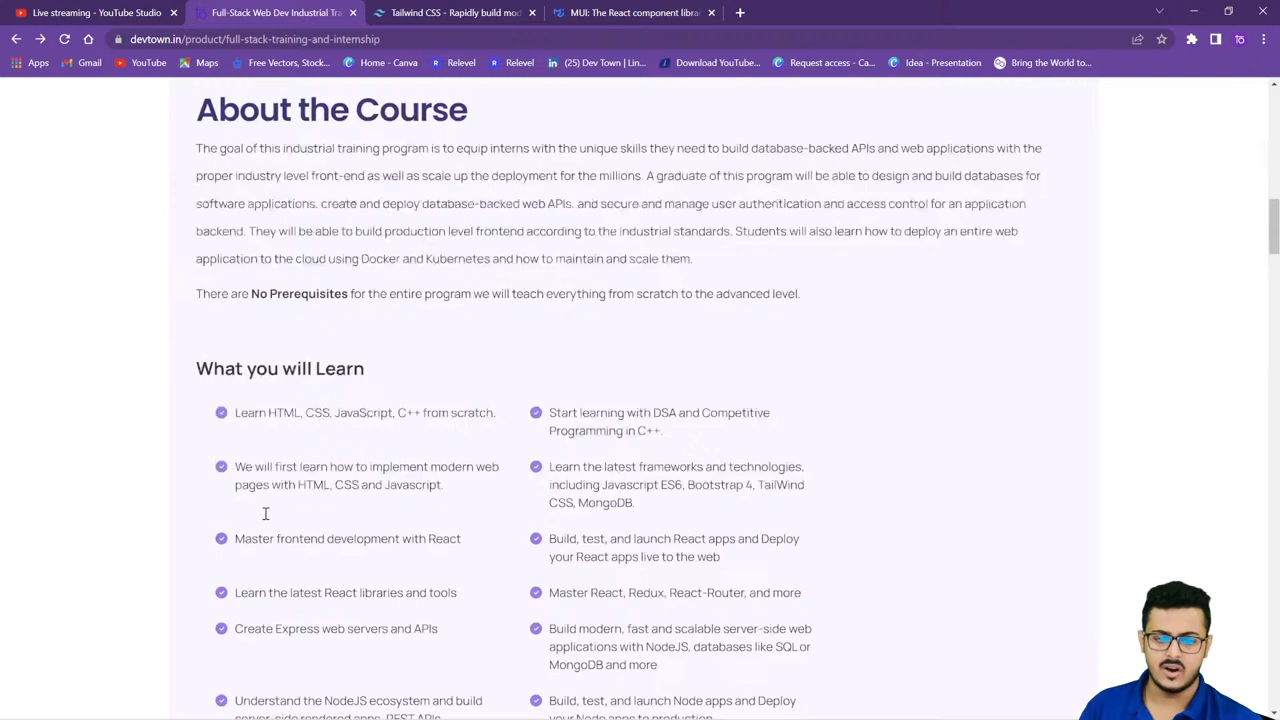 Live streaming - YouTube Studio
Full-Stack Web Dev Industrial Tra
Tailwind CSS - Rapidly build mod
MUI: The React component librar
devtown.in/product/full-stack-training-and-internship
Apps
Gmail
YouTube
Maps
Free Vectors, Stock...
Home - Canva
Relevel
Relevel
(25) Dev Town | Lin...
Download YouTube...
Request access - Ca...
Idea - Presentation
Bring the World to...
About the Course
The goal of this industrial training program is to equip interns with the unique skills they need to build database-backed APIs and web applications with the
proper industry level front-end as well as scale up the deployment for the millions. A graduate of this program will be able to design and build databases for
software applications. create and deploy database-backed web APIs. and secure and manage user authentication and access control for an application
backend. They will be able to build production level frontend according to the industrial standards. Students will also learn how to deploy an entire web
application to the cloud using Docker and Kubernetes and how to maintain and scale them.
There are No Prerequisites for the entire program we will teach everything from scratch to the advanced level.
What you will Learn
Learn HTML, CSS, JavaScript, C++ from scratch.
Start learning with DSA and Competitive
Programming in C++.
We will first learn how to implement modern web
pages with HTML, CSS and Javascript.
Learn the latest frameworks and technologies,
including Javascript ES6, Bootstrap 4, TailWind
CSS, MongoDB.
Master frontend development with React
Build, test, and launch React apps and Deploy
your React apps live to the web
Learn the latest React libraries and tools
Master React, Redux, React-Router, and more
Create Express web servers and APIs
Build modern, fast and scalable server-side web
applications with NodeJS, databases like SQL or
MongoDB and more
Understand the NodeJS ecosystem and build
server-side rendered apps, REST APIs
Build, test, and launch Node apps and Deploy
your Node apps to production